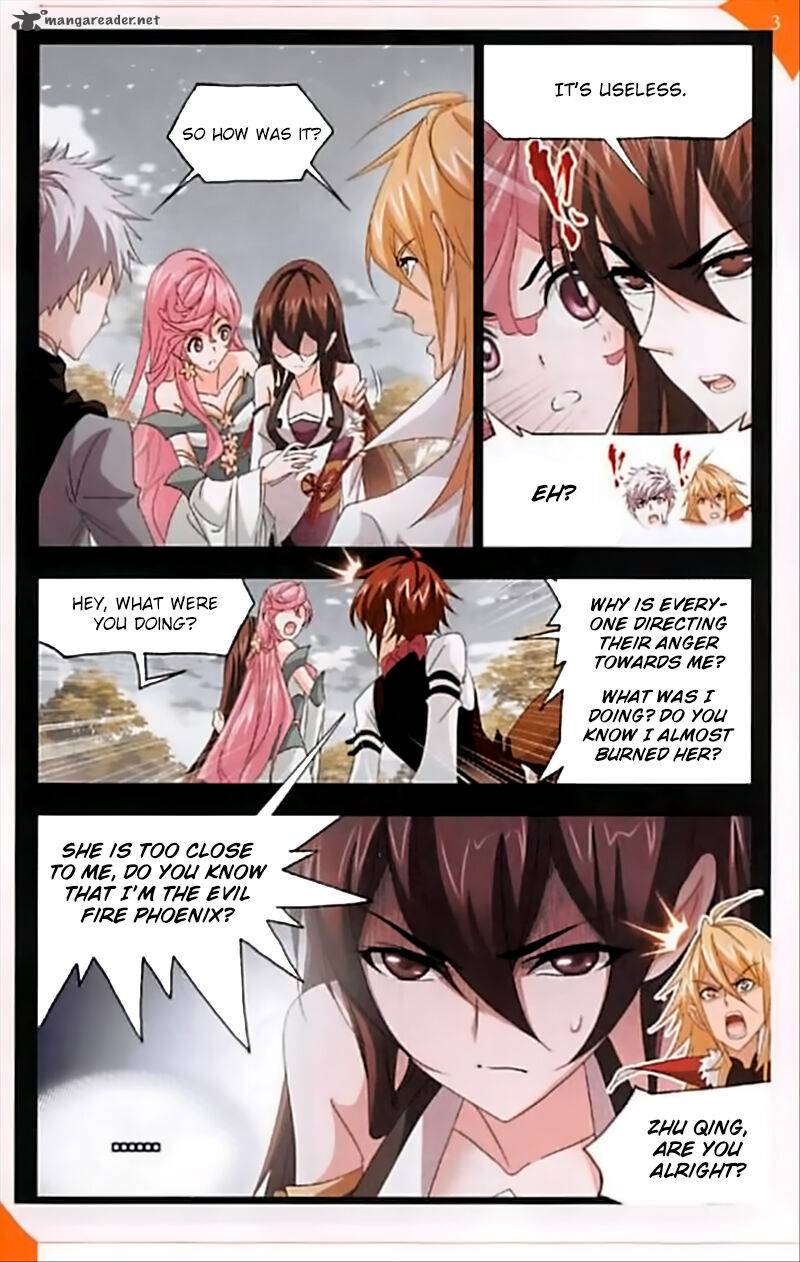 mangareader.net
3
SO HOW WAS IT?
IT'S USELESS.
EH?
HEY, WHAT WERE
YOU DOING?
WHY IS EVERY-
ONE DIRECTING
THEIR ANGER
TOWARDS ME?
WHAT WAS I
DOING? DO YOU
KNOW I ALMOST
BURNED HER?
SHE IS TOO CLOSE
TO ME, DO YOU KNOW
THAT I'M THE EVIL
FIRE PHOENIX?
......
ZHU QING,
ARE YOU
ALRIGHT?